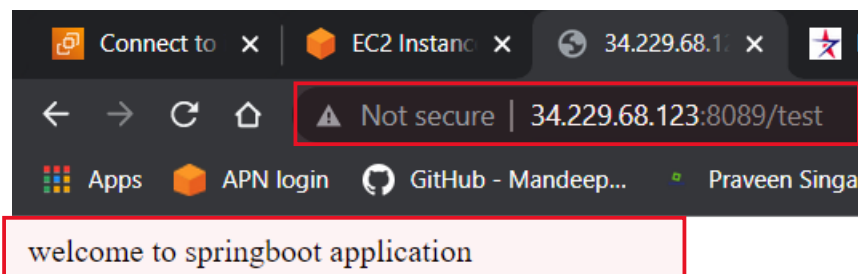 Connect to
EC2 Instanc
34.229.68.1
Not secure | 34.229.68.123:8089/test
Apps
APN login
GitHub - Mandeep...
Praveen Singa
welcome to springboot application